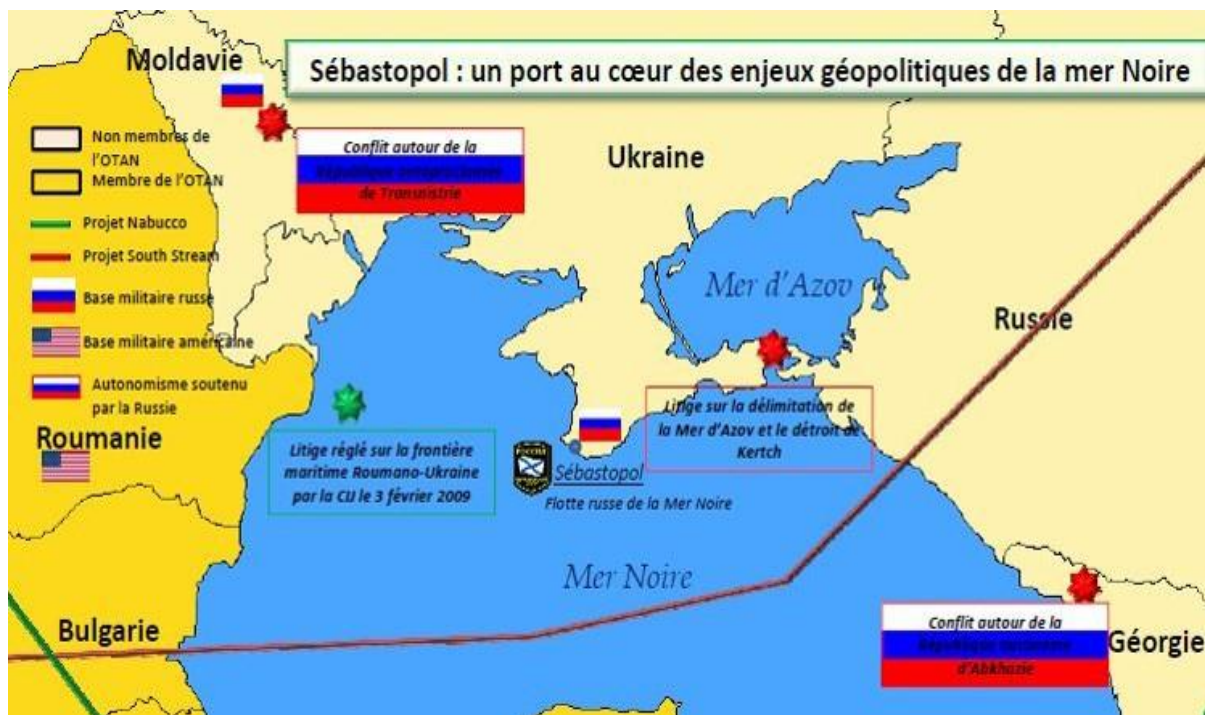 Moldavie
Sébastopol : un port au cœur des enjeux géopolitiques de la mer Noire
Non membres de
l'OTAN
Membre de l'OTAN
Projet Nabucco
Projet South Stream
Base militaire russe
Base militaire américaine
Autonomisme soutenu
par la Russie
Conflit autour de la
République
de Transnistrie
Ukraine
Mer d'Azov
Russie
Roumanie
Litige réglé sur la frontière
maritime Roumano-Ukraine
par la CIJ le 3 février 2009
Litige sur la délimitation de
la Mer d'Azov et le détroit de
Kertch
РОССИЯ
Sébastopol
Flotte russe de la Mer Noire
Mer Noire
Bulgarie
Conflit autour de la
République autonome
d'Abkhazie
Géorgie